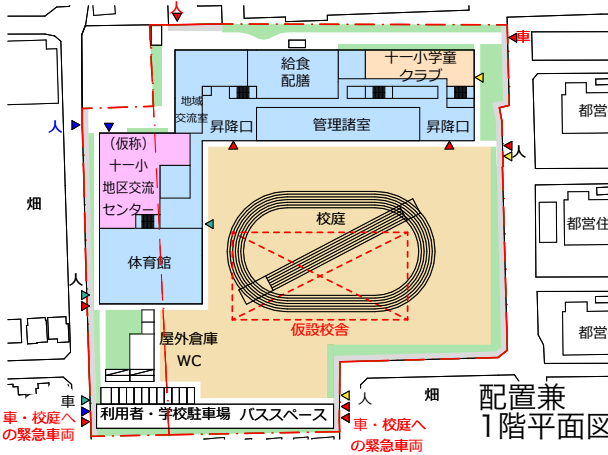 人
車
給食
配膳
十一小学童
クラブ
都営
地域
交流室
昇降口
管理諸室
昇降口
人
人
(仮称)
十一小
地区交流
センター
畑
校庭
都営住
体育館
人
仮設校舎
屋外倉庫
WC
都営
車
人
畑
利用者・学校駐車場 バススペース
車・校庭へ
の緊急車両
車・校庭へ
の緊急車両
配置兼
1階平面図